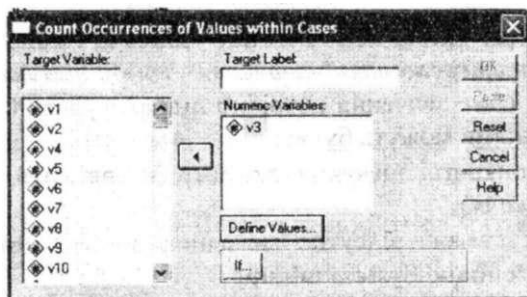 Count Occurrences of Values within Cases
Target Variable:
Target Label:
v1
v2
v4
v5
v6
v7
v8
v9
v10
Numeric Variables:
v3
Define Values...
If
OK
Paste
Reset
Cancel
Help